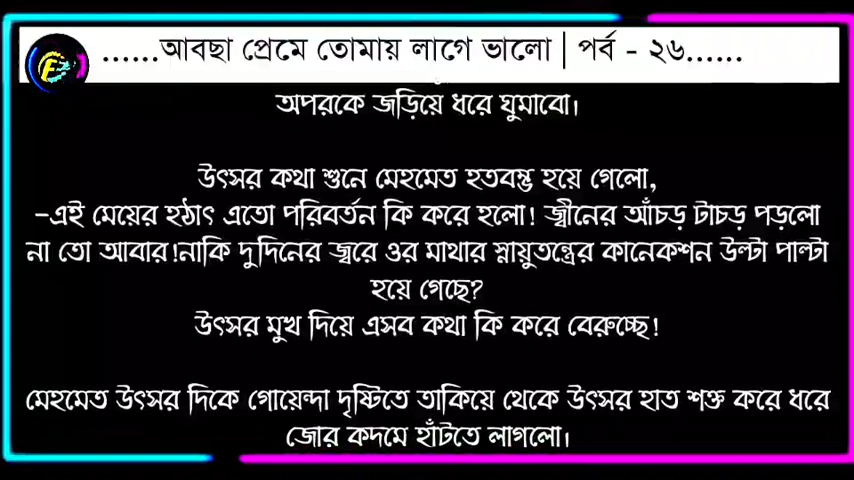 ......আবছা প্রেমে তোমায় লাগে ভালো | পর্ব - ২৬......
অপরকে জড়িয়ে ধরে ঘুমাবো।
উৎসর কথা শুনে মেহমেত হতবম্ভ হয়ে গেলো,
-এই মেয়ের হঠাৎ এতো পরিবর্তন কি করে হলো! জ্বীনের আঁচড় টাচড় পড়লো
না তো আবার!নাকি দুদিনের জ্বরে ওর মাথার স্নায়ুতন্ত্রের কানেকশন উল্টা পাল্টা
হয়ে গেছে?
উৎসর মুখ দিয়ে এসব কথা কি করে বেরুচ্ছে!
মেহমেত উৎসর দিকে গোয়েন্দা দৃষ্টিতে তাকিয়ে থেকে উৎসর হাত শক্ত করে ধরে
জোর কদমে হাঁটতে লাগলো।